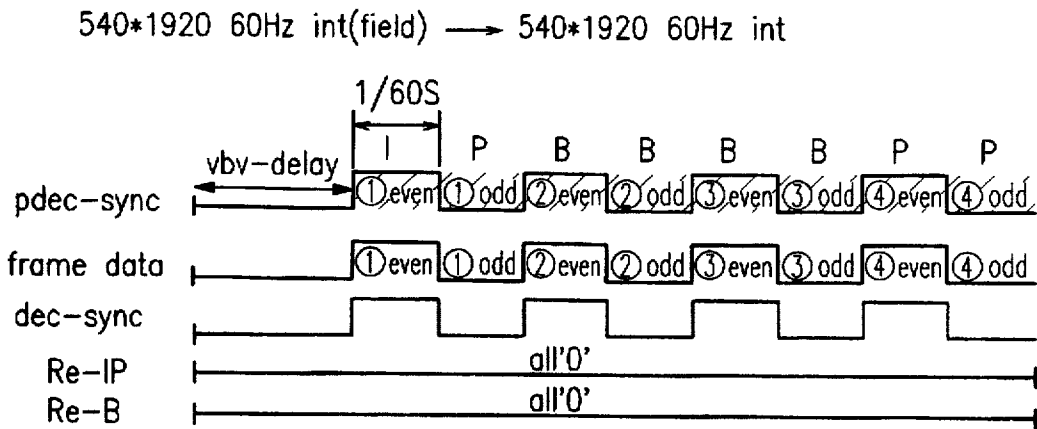 540*1920 60Hz int(field) → 540*1920 60Hz int
1/60S
I P B B B B P P
vbv-delay
pdec-sync ①even ①odd ②even ②odd ③even ③odd ④even ④odd
frame data ①even ①odd ②even ②odd ③even ③odd ④even ④odd
dec-sync
Re-IP all'0'
Re-B all'0'